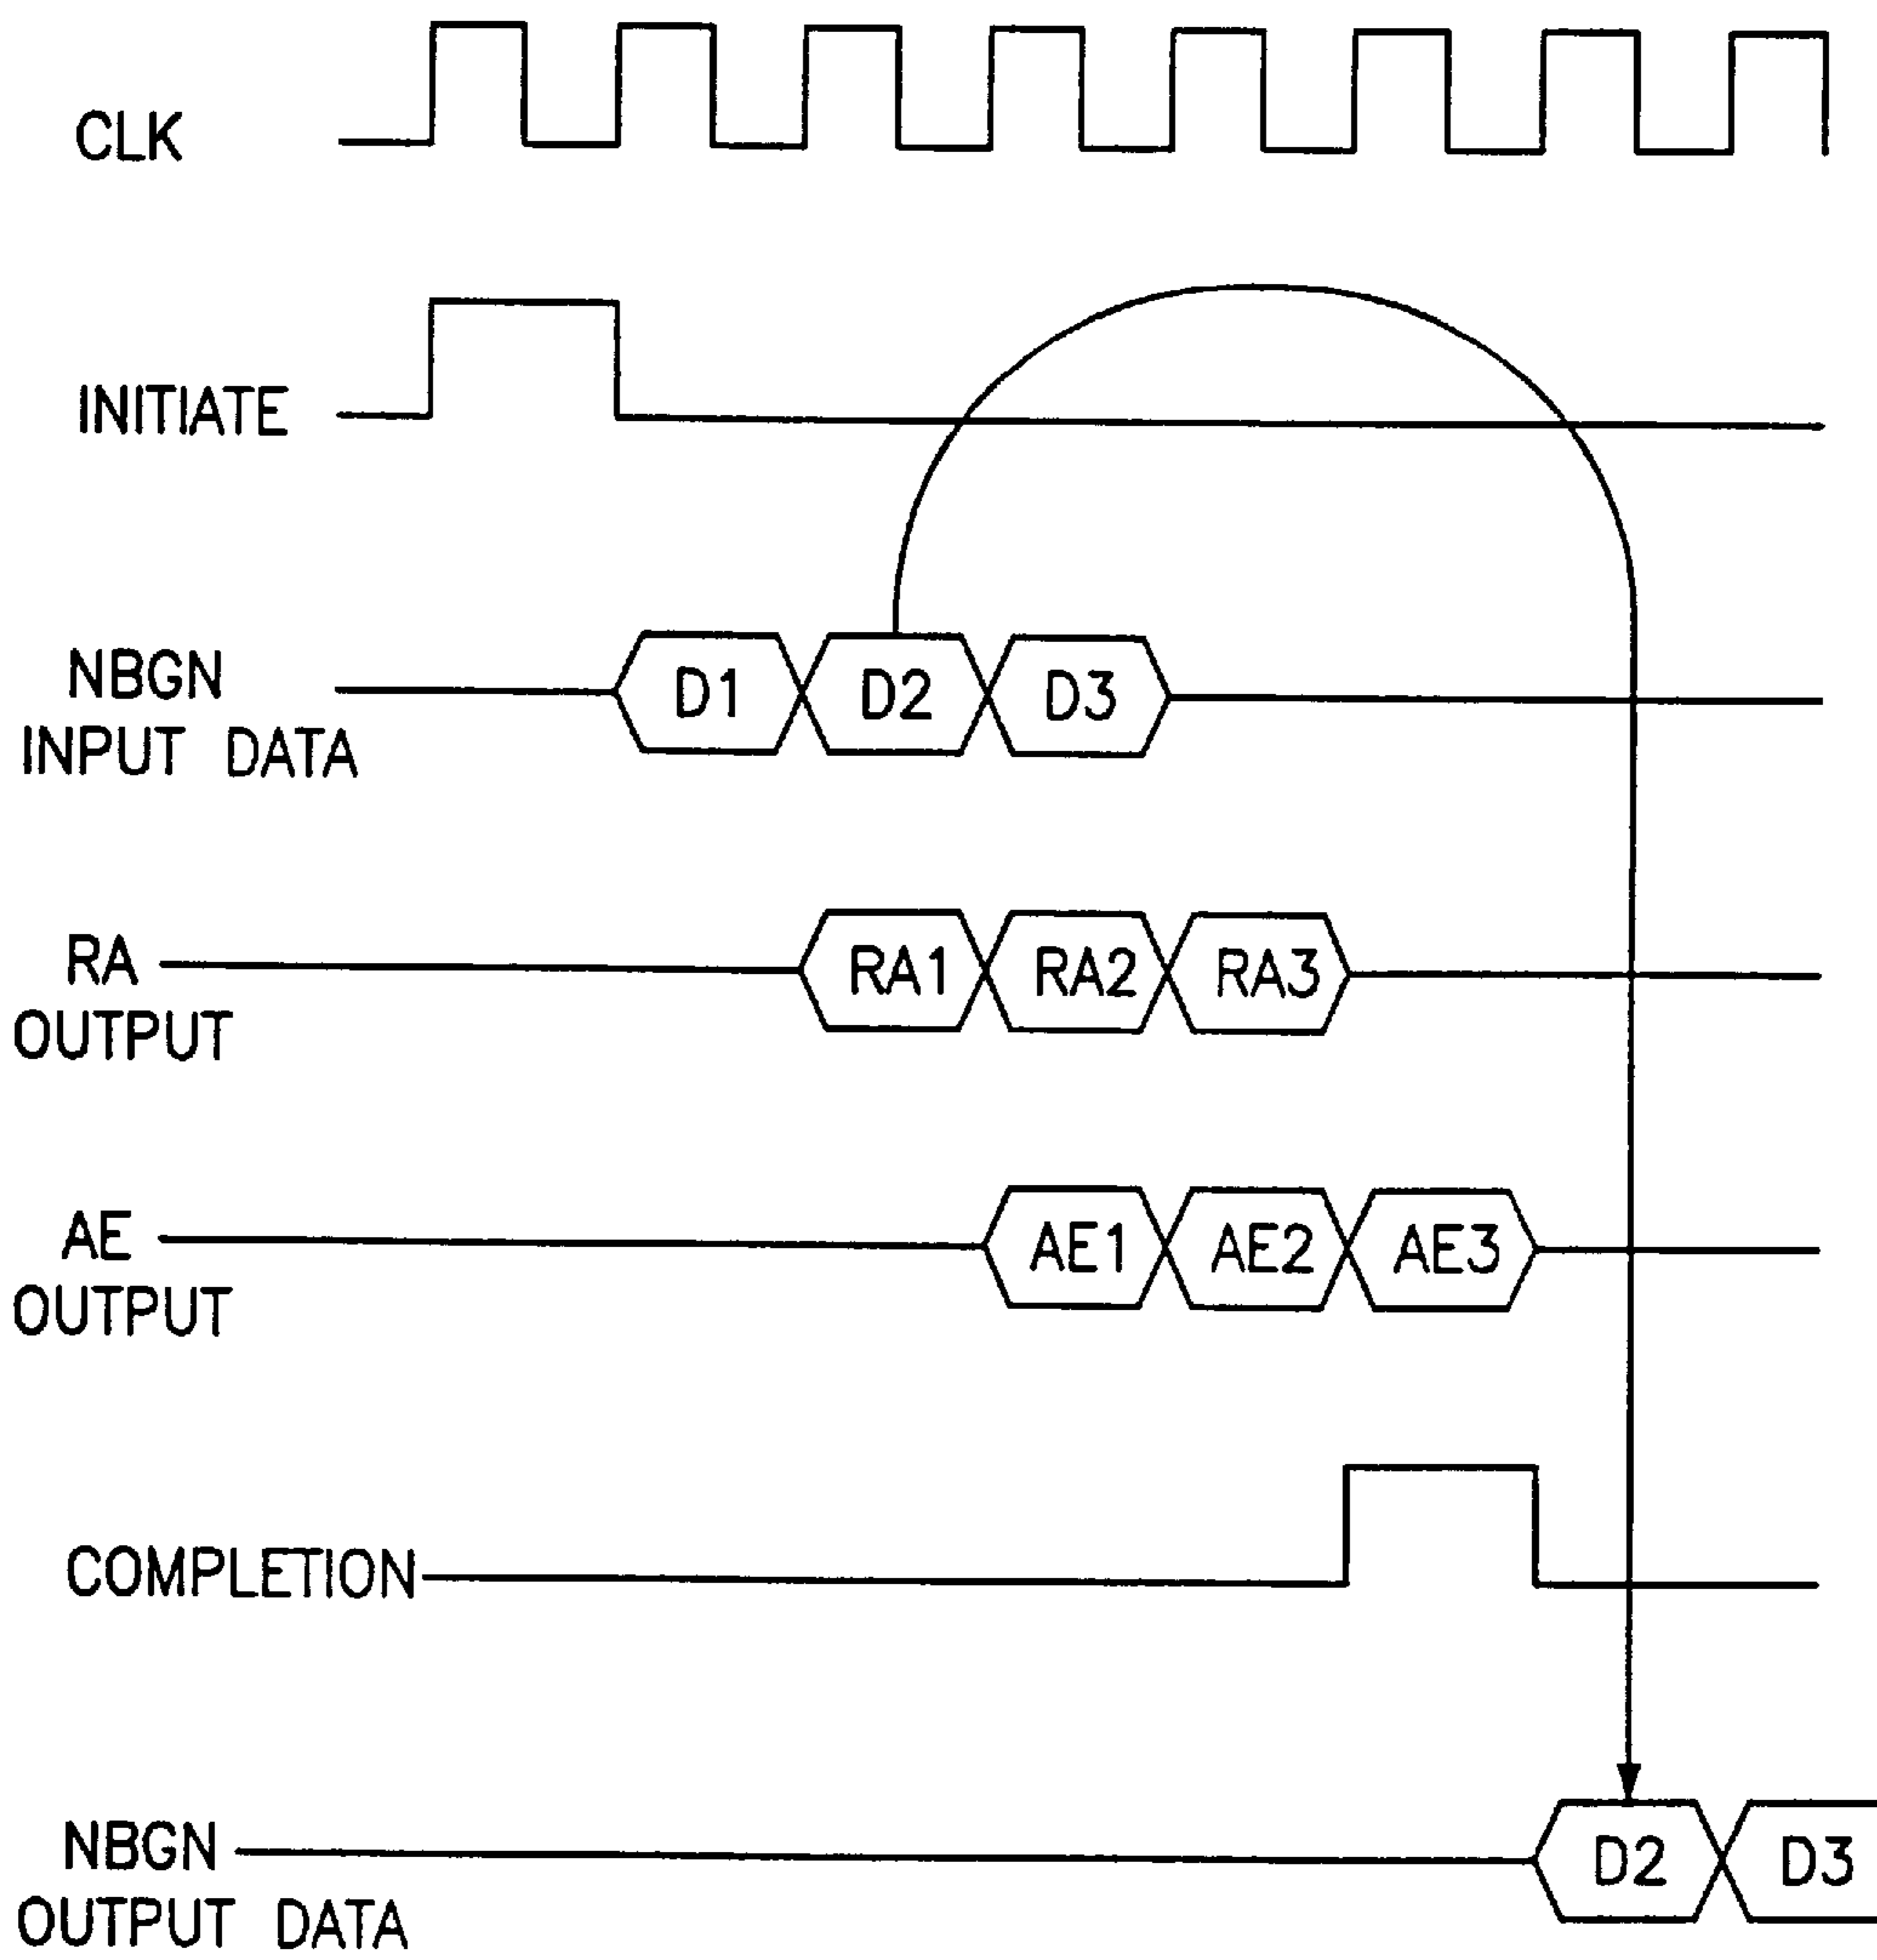 CLK
INITIATE
NBGN
INPUT DATA
D1 D2 D3
RA
OUTPUT
RA1 RA2 RA3
AE
OUTPUT
AE1 AE2 AE3
COMPLETION
NBGN
OUTPUT DATA
D2 D3